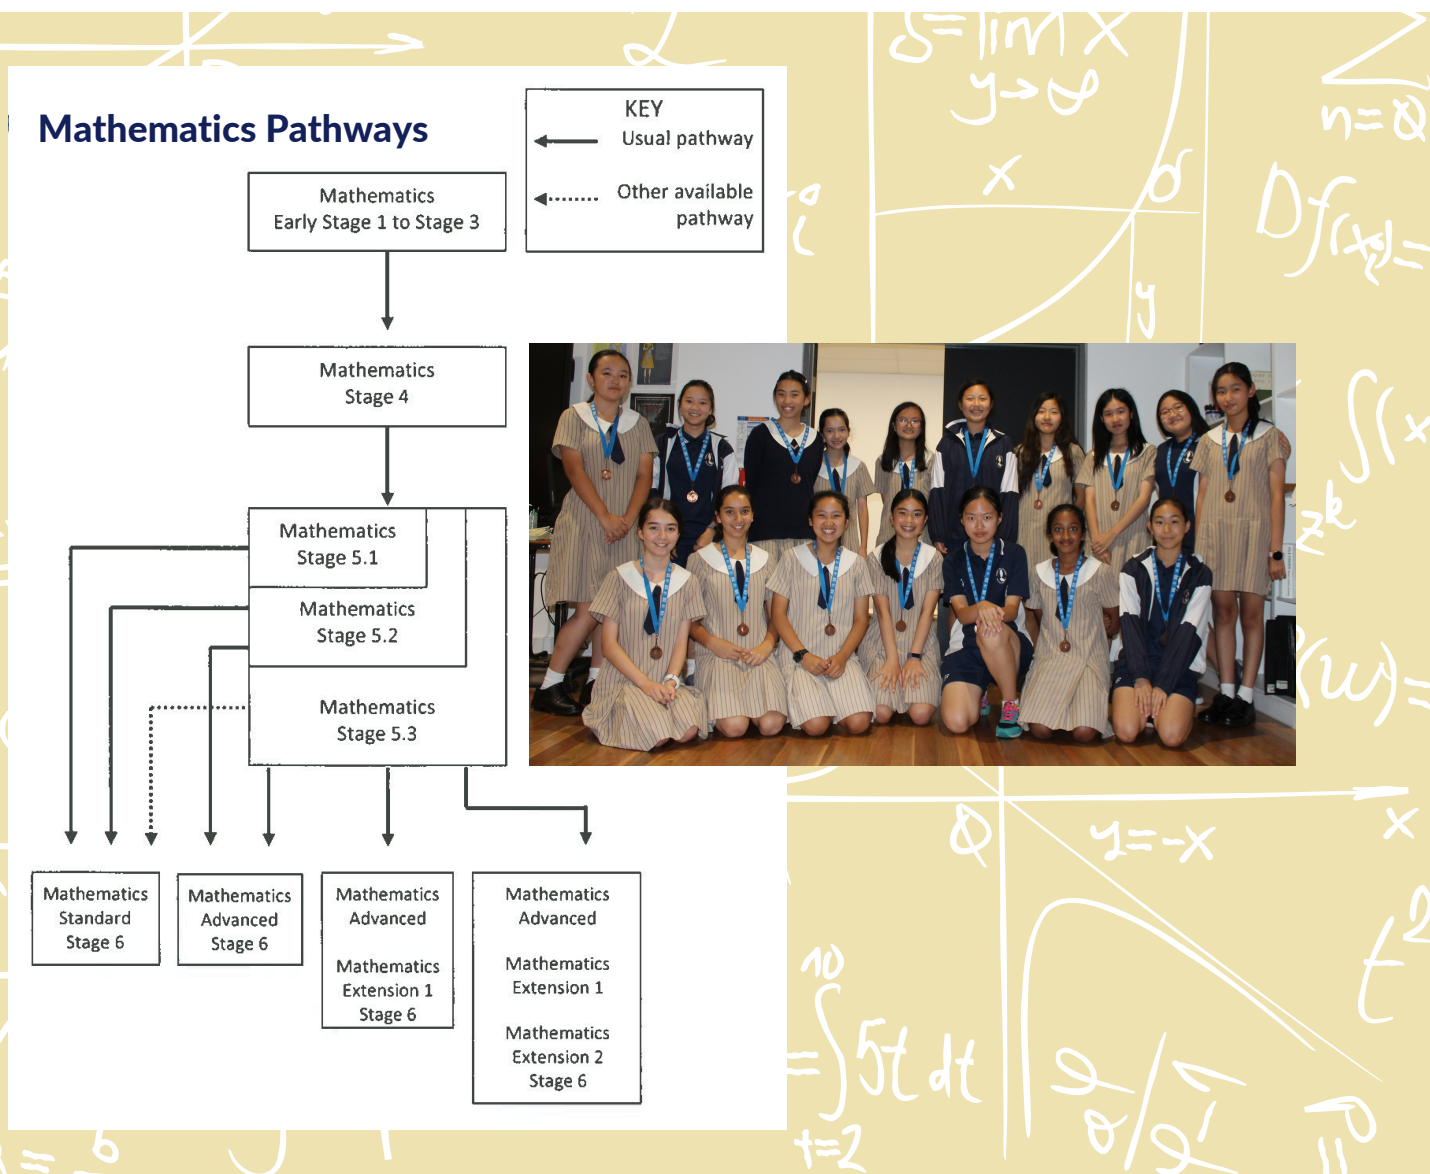 Mathematics Pathways
KEY
Usual pathway
Other available
pathway
Mathematics
Early Stage 1 to Stage 3
Mathematics
Stage 4
Mathematics
Stage 5.1
Mathematics
Stage 5.2
Mathematics
Stage 5.3
Mathematics
Standard
Stage 6
Mathematics
Advanced
Stage 6
Mathematics
Advanced
Mathematics
Extension 1
Stage 6
Mathematics
Advanced
Mathematics
Extension 1
Mathematics
Extension 2
Stage 6
x
y
y=-x
x
10
5t dt
t=2